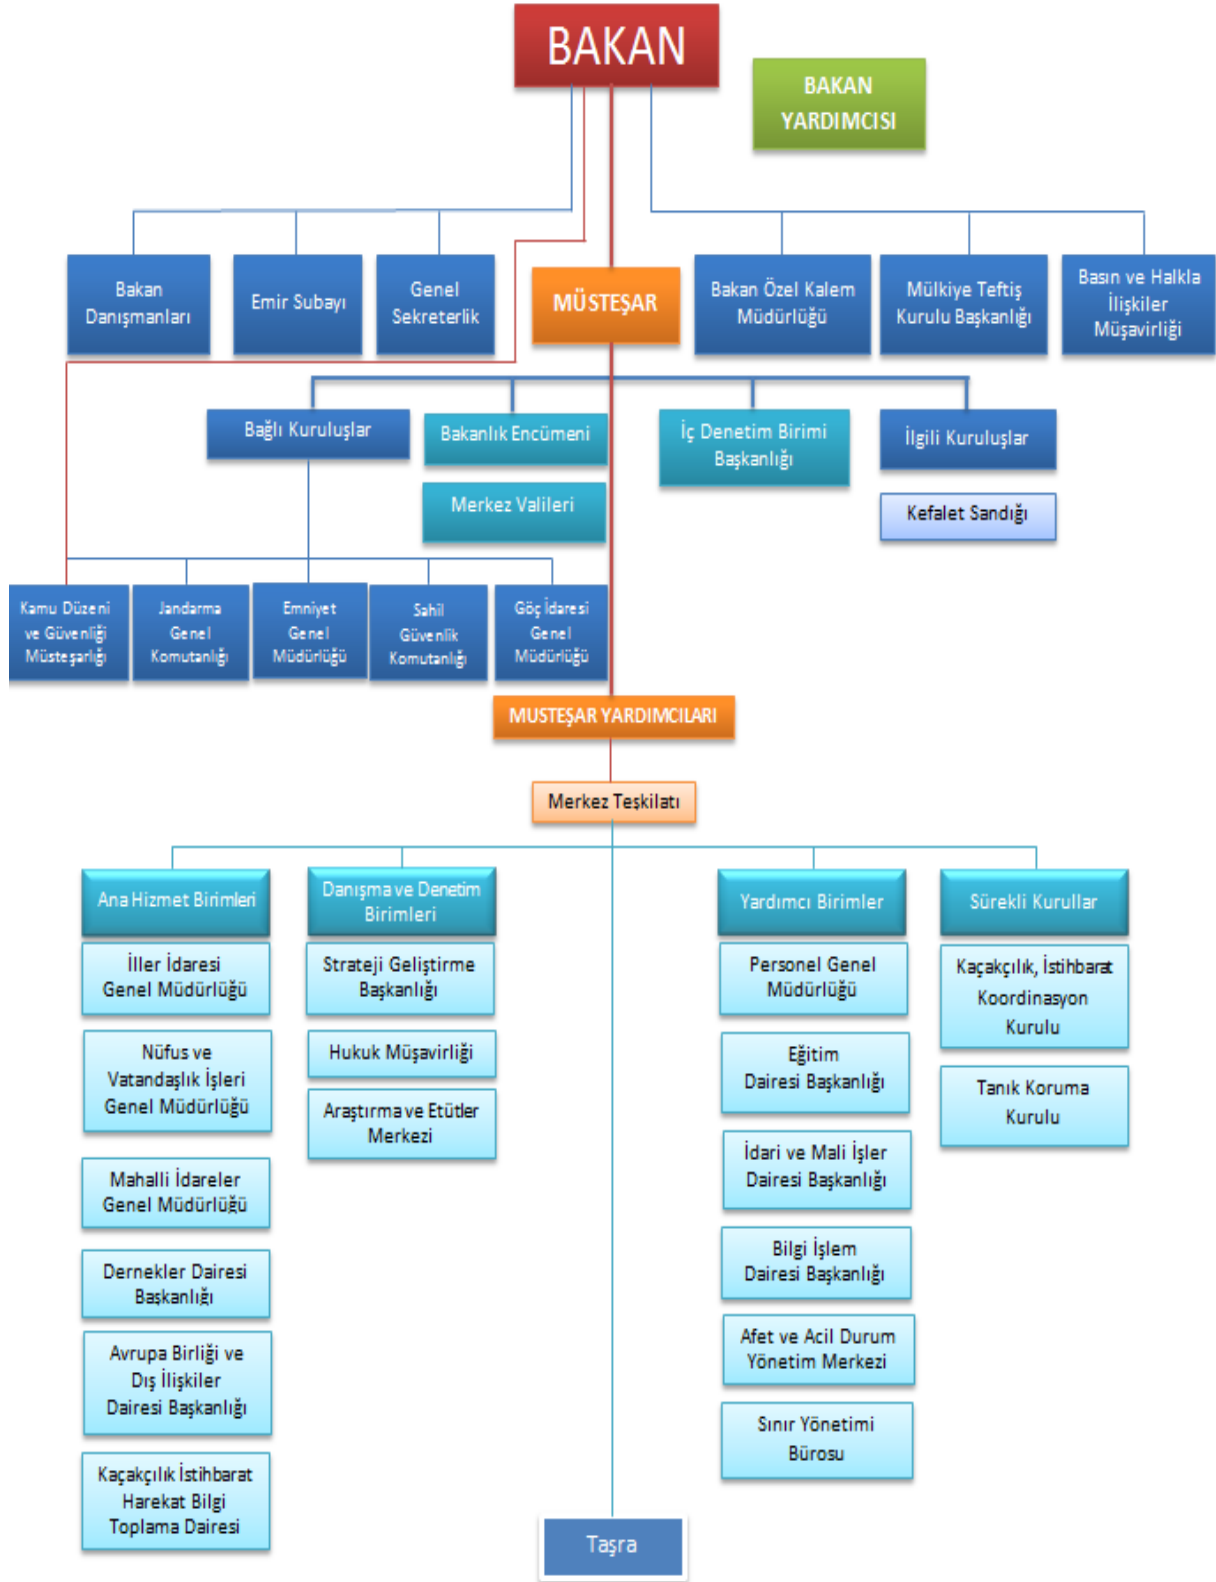 BAKAN
BAKAN
YARDIMCISI
Bakan
Danışmanları
Emir Subayı
Genel
Sekreterlik
MÜSTEŞAR
Bakan Özel Kalem
Müdürlüğü
Mülkiye Teftiş
Kurulu Başkanlığı
Basın ve Halkla
İlişkiler
Müşavirliği
Bağlı Kuruluşlar
Bakanlık Encümeni
İç Denetim Birimi
Başkanlığı
İlgili Kuruluşlar
Merkez Valileri
Kefalet Sandığı
Kamu Düzeni
ve Güvenliği
Müsteşarlığı
Jandarma
Genel
Komutanlığı
Emniyet
Genel
Müdürlüğü
Sahil
Güvenlik
Komutanlığı
Göç İdaresi
Genel
Müdürlüğü
MUSTEŞAR YARDIMCILARI
Merkez Teşkilatı
Ana Hizmet Birimleri
İller İdaresi
Genel Müdürlüğü
Nüfus ve
Vatandaşlık İşleri
Genel Müdürlüğü
Mahalli İdareler
Genel Müdürlüğü
Dernekler Dairesi
Başkanlığı
Avrupa Birliği ve
Dış İlişkiler
Dairesi Başkanlığı
Kaçakçılık İstihbarat
Harekat Bilgi
Toplama Dairesi
Danışma ve Denetim
Birimleri
Strateji Geliştirme
Başkanlığı
Hukuk Müşavirliği
Araştırma ve Etütler
Merkezi
Yardımcı Birimler
Personel Genel
Müdürlüğü
Eğitim
Dairesi Başkanlığı
İdari ve Mali İşler
Dairesi Başkanlığı
Bilgi İşlem
Dairesi Başkanlığı
Afet ve Acil Durum
Yönetim Merkezi
Sınır Yönetimi
Bürosu
Sürekli Kurullar
Kaçakçılık, İstihbarat
Koordinasyon
Kurulu
Tanık Koruma
Kurulu
Taşra